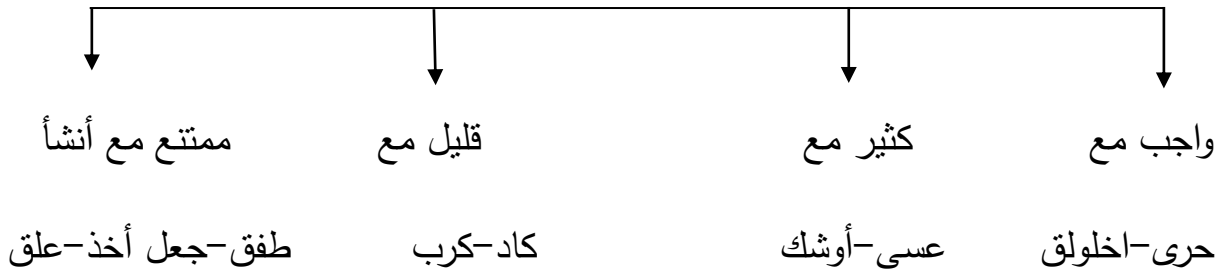 واجب مع كثير مع قليل مع ممتنع مع أنشأ
حرى-اخلولق عسى-أوشك كاد-كرب طفق-جعل أخذ-علق